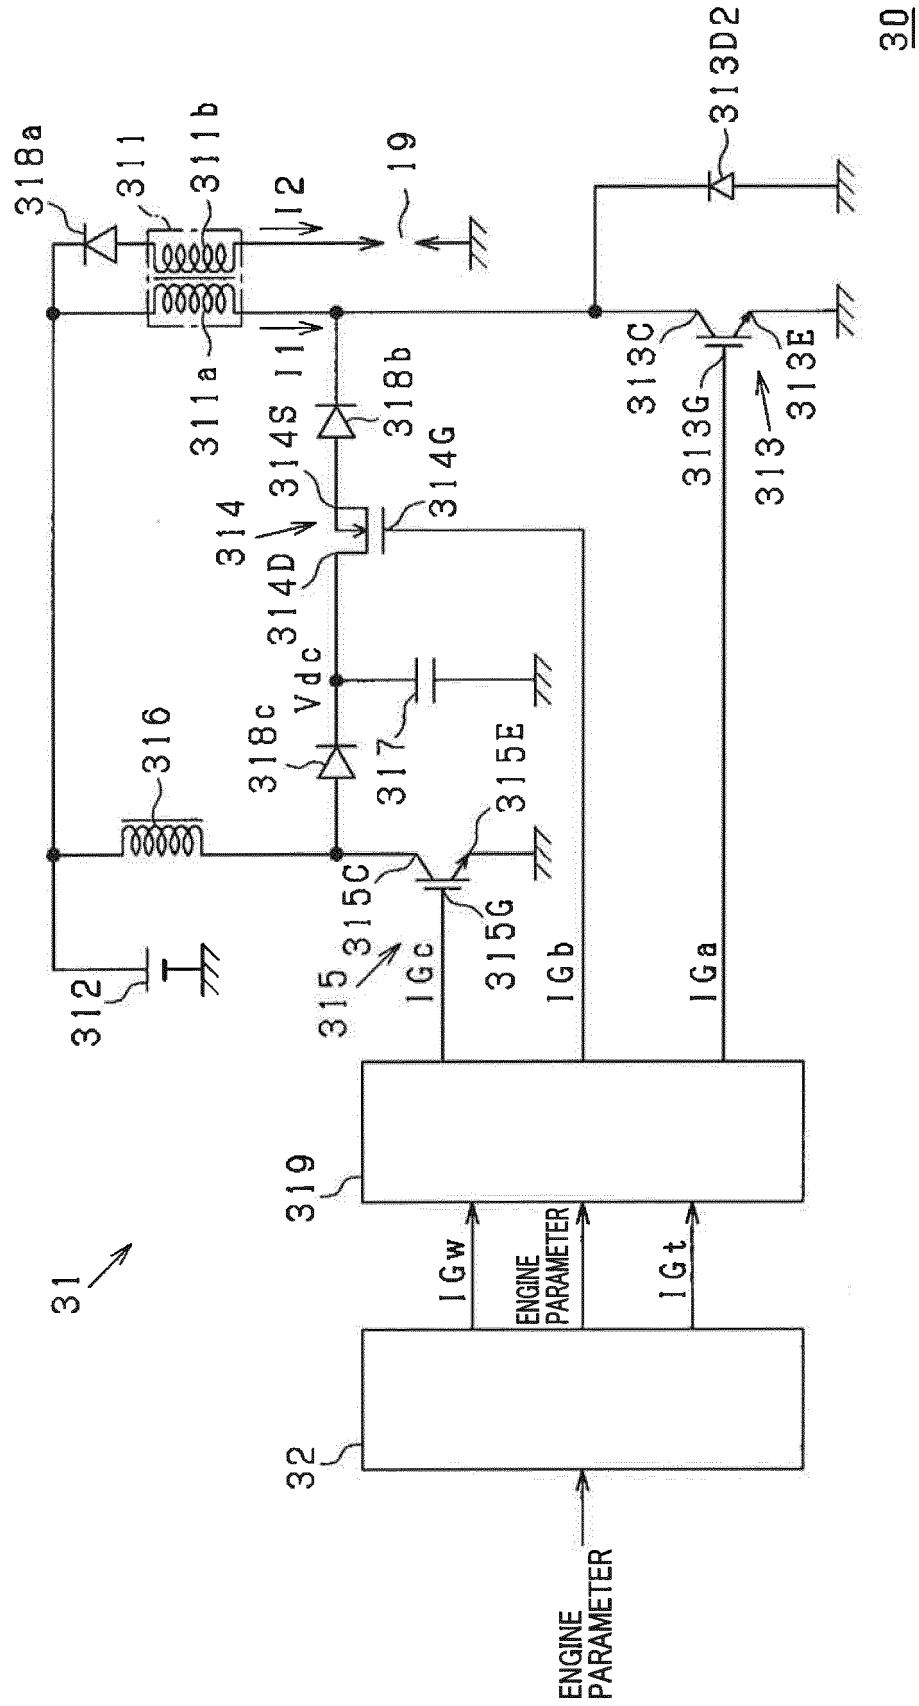 30
31
32
ENGINE
PARAMETER
IGw
ENGINE
PARAMETER
IGt
319
312
316
315
315C
315G
315E
IGc
IGb
IGa
318c
Vdc
317
314
314D
314S
314G
318b
I1
311a
311
311b
318a
I2
19
313C
313G
313E
313
313D2